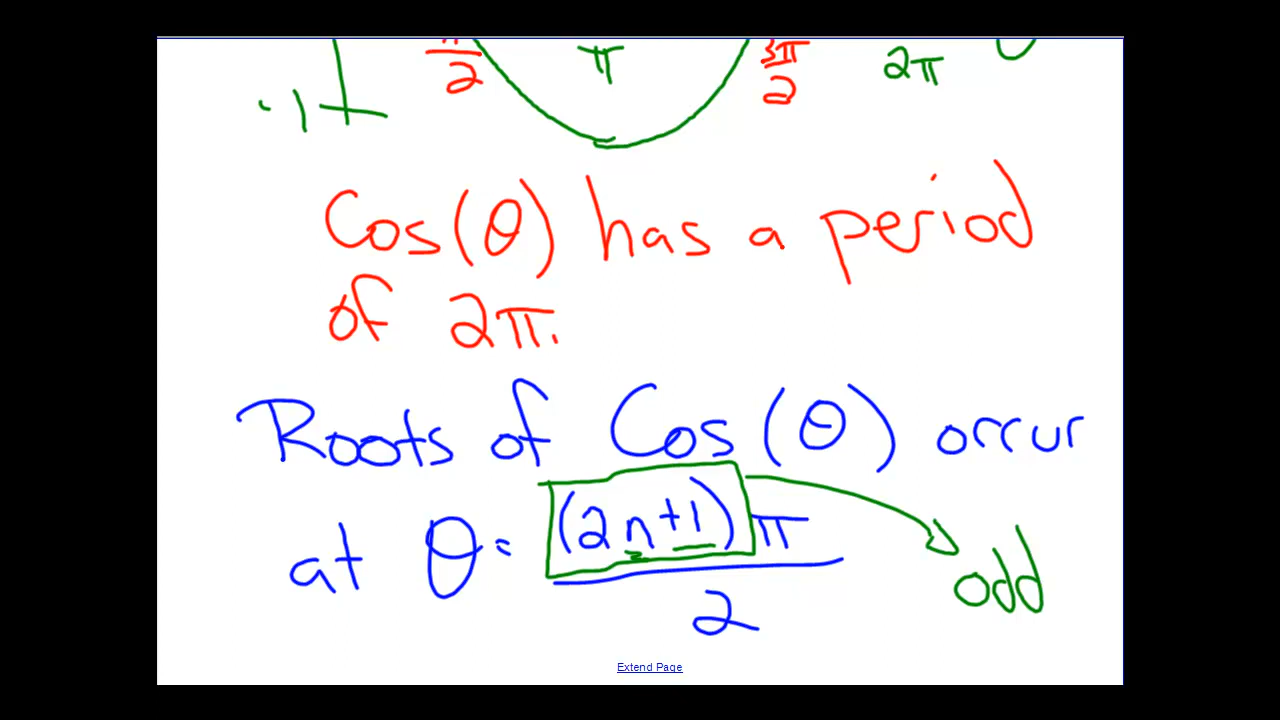 π/2 π 3π/2 2π
-1
Cos(θ) has a period
of 2π.
Roots of Cos(θ) occur
at θ = (2n+1)π/2 odd
Extend Page